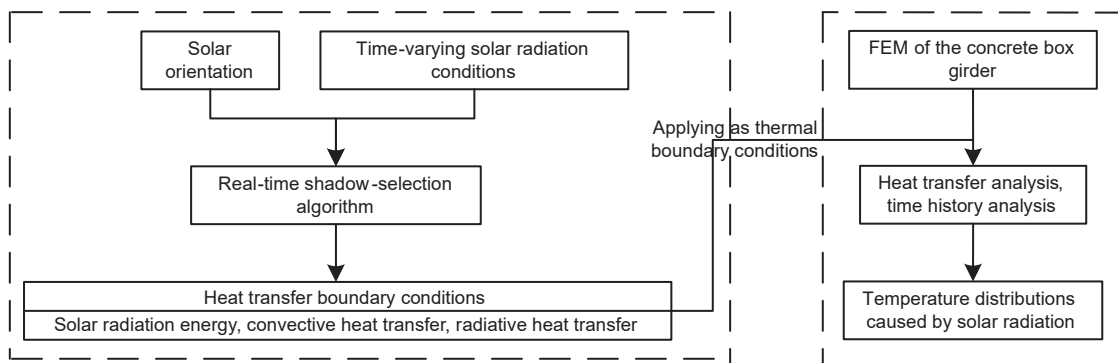 Solar
orientation
Time-varying solar radiation
conditions
Real-time shadow-selection
algorithm
Heat transfer boundary conditions
Solar radiation energy, convective heat transfer, radiative heat transfer
Applying as thermal
boundary conditions
FEM of the concrete box
girder
Heat transfer analysis,
time history analysis
Temperature distributions
caused by solar radiation